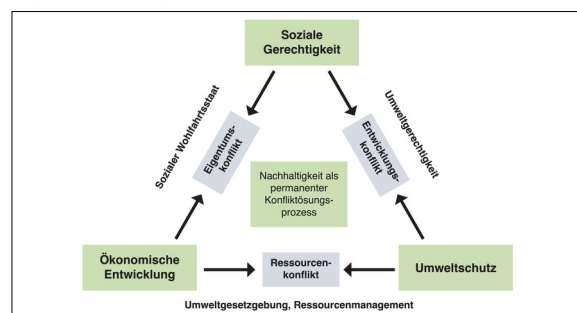 Soziale
Gerechtigkeit
Sozialer Wohlfahrtsstaat
Eigentums-
konflikt
Entwicklungs-
konflikt
Umweltgerechtigkeit
Nachhaltigkeit als
permanenter
Konfliktösungs-
prozess
Ökonomische
Entwicklung
Ressourcen-
konflikt
Umweltschutz
Umweltgesetzgebung, Ressourcenmanagement